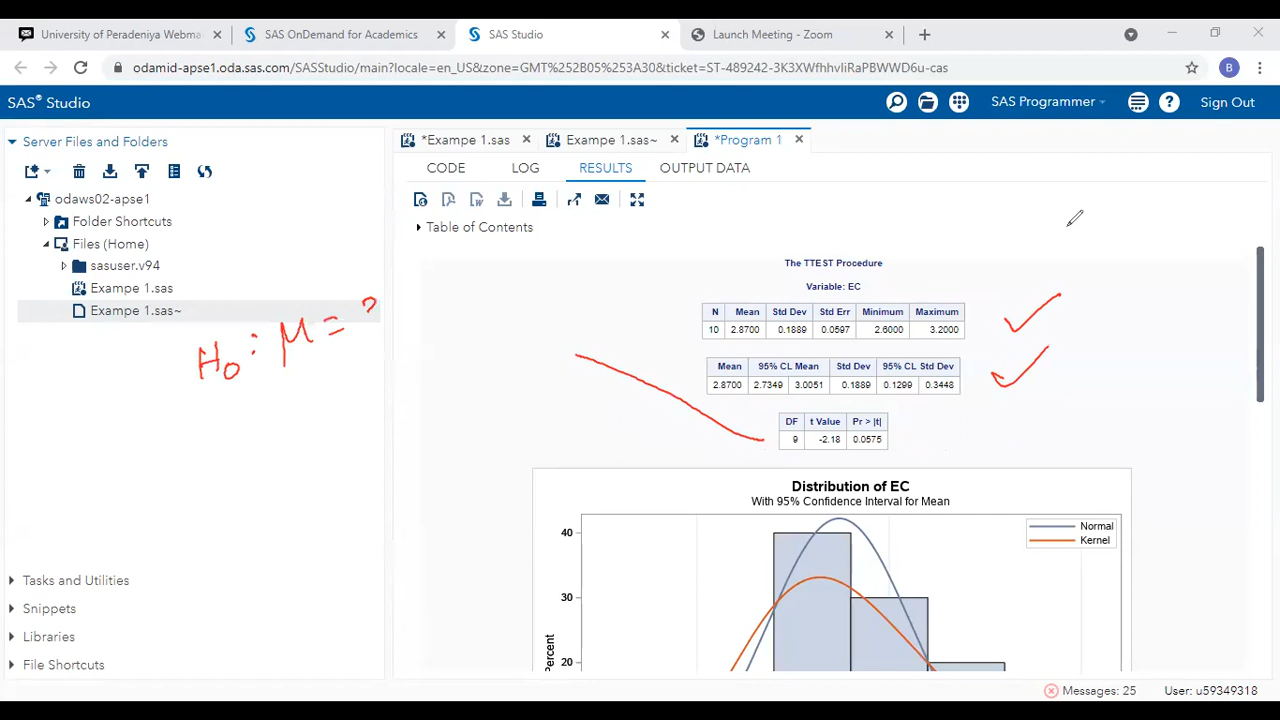 University of Peradeniya Webma
SAS OnDemand for Academics
SAS Studio
Launch Meeting - Zoom
odamid-apse1.oda.sas.com/SASStudio/main?locale=en_US&zone=GMT%252B05%253A30&ticket=ST-489242-3K3XWfhhvIiRaPBWWD6u-cas
B
SAS® Studio
SAS Programmer
Sign Out
Server Files and Folders
*Exampe 1.sas
Exampe 1.sas~
*Program 1
CODE
LOG
RESULTS
OUTPUT DATA
odaws02-apse1
Folder Shortcuts
Files (Home)
sasuser.v94
Exampe 1.sas
Exampe 1.sas~
H0: μ = ?
Table of Contents
The TTEST Procedure
Variable: EC
N Mean Std Dev Std Err Minimum Maximum
10 2.8700 0.1889 0.0597 2.6000 3.2000
Mean 95% CL Mean Std Dev 95% CL Std Dev
2.8700 2.7349 3.0051 0.1889 0.1299 0.3448
DF t Value Pr > |t|
9 -2.18 0.0575
Distribution of EC
With 95% Confidence Interval for Mean
Normal
Kernel
40
30
20
Percent
Tasks and Utilities
Snippets
Libraries
File Shortcuts
Messages: 25
User: u59349318